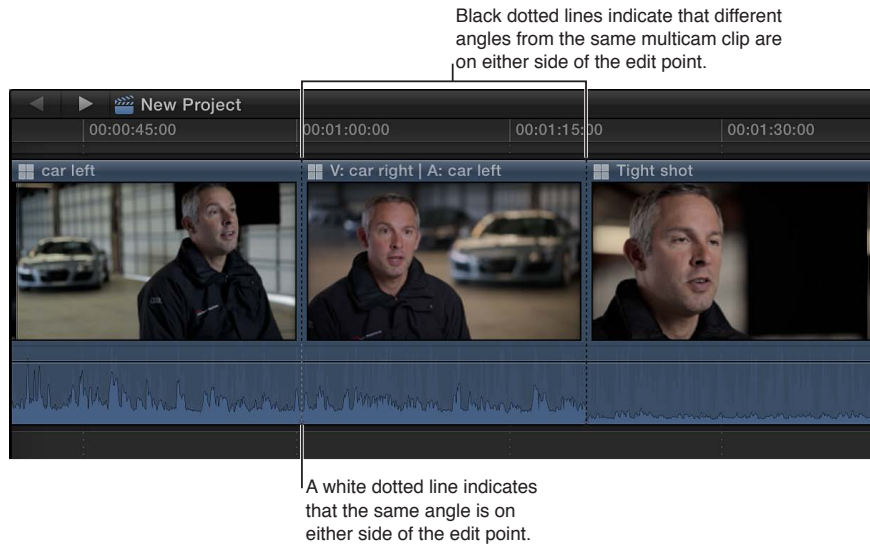 Black dotted lines indicate that different
angles from the same multicam clip are
on either side of the edit point.
New Project
00:00:45:00
00:01:00:00
00:01:15:00
00:01:30:00
car left
V: car right | A: car left
Tight shot
A white dotted line indicates
that the same angle is on
either side of the edit point.